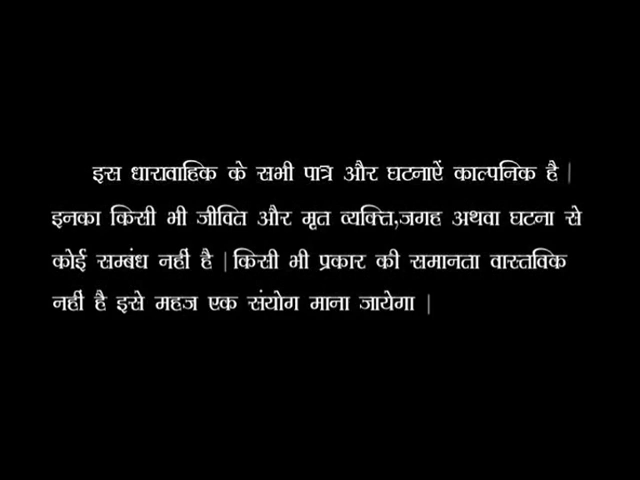 इस धारावाहिक के सभी पात्र और घटनाऐं काल्पनिक है |
इनका किसी भी जीवित और मृत व्यक्ति,जगह अथवा घटना से
कोई सम्बंध नहीं है | किसी भी प्रकार की समानता वास्तविक
नहीं है इसे महज एक संयोग माना जायेगा |